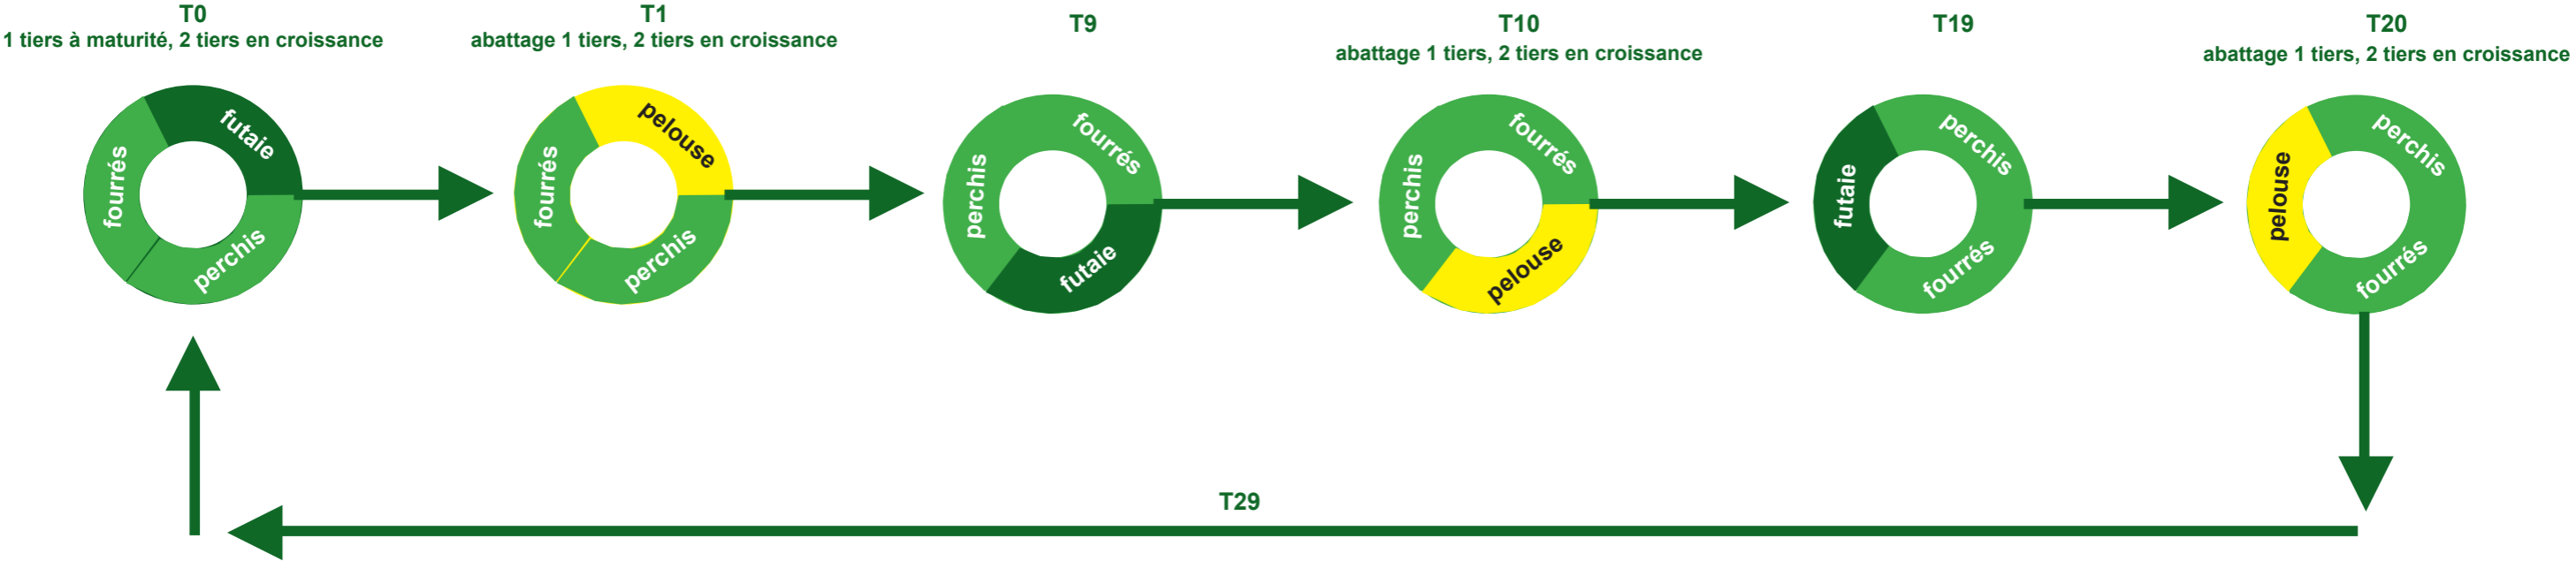 T0
1 tiers à maturité, 2 tiers en croissance
T1
abattage 1 tiers, 2 tiers en croissance
T9
T10
abattage 1 tiers, 2 tiers en croissance
T19
T20
abattage 1 tiers, 2 tiers en croissance
fourrés
futaie
perchis
fourrés
pelouse
perchis
perchis
fourrés
futaie
perchis
fourrés
pelouse
futaie
perchis
fourrés
pelouse
perchis
fourrés
T29